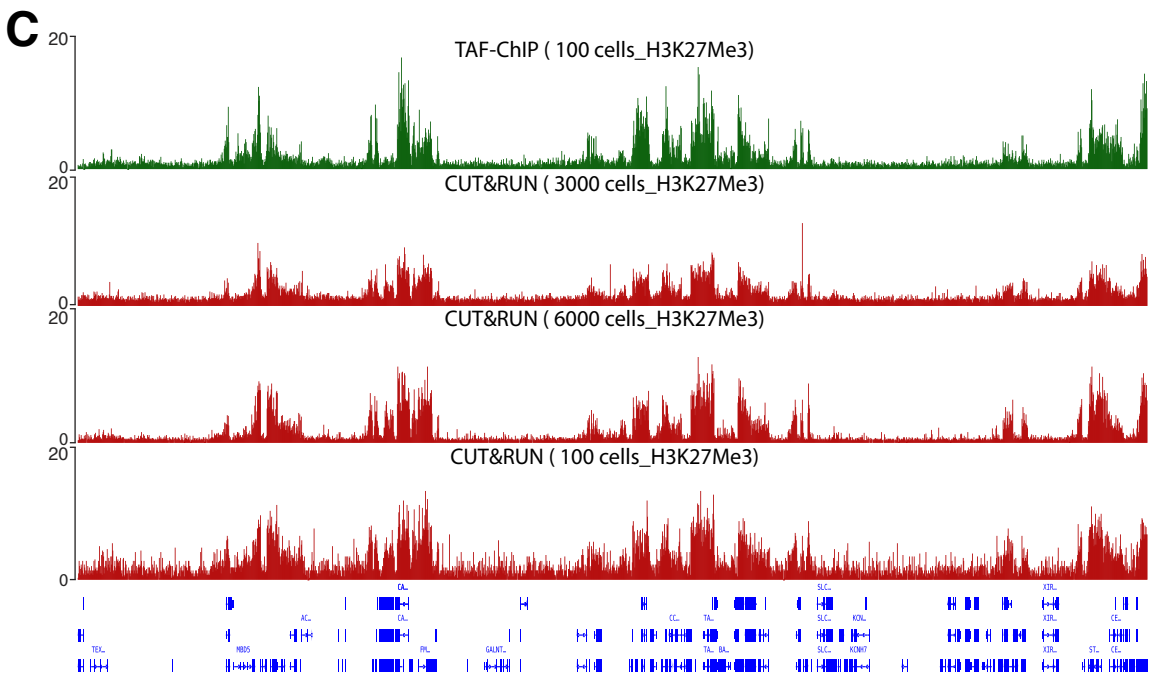 C
20
TAF-ChIP ( 100 cells_H3K27Me3)
0
20
CUT&RUN ( 3000 cells_H3K27Me3)
0
20
CUT&RUN ( 6000 cells_H3K27Me3)
0
20
CUT&RUN ( 100 cells_H3K27Me3)
0
CA… SLC… XIR…
AC… CA… CC… TA… SLC… KCN… XIR… CE…
TEX… MBD5 PM… GALNT… TA… BA… SLC… KCNH7 XIR… ST… CE…